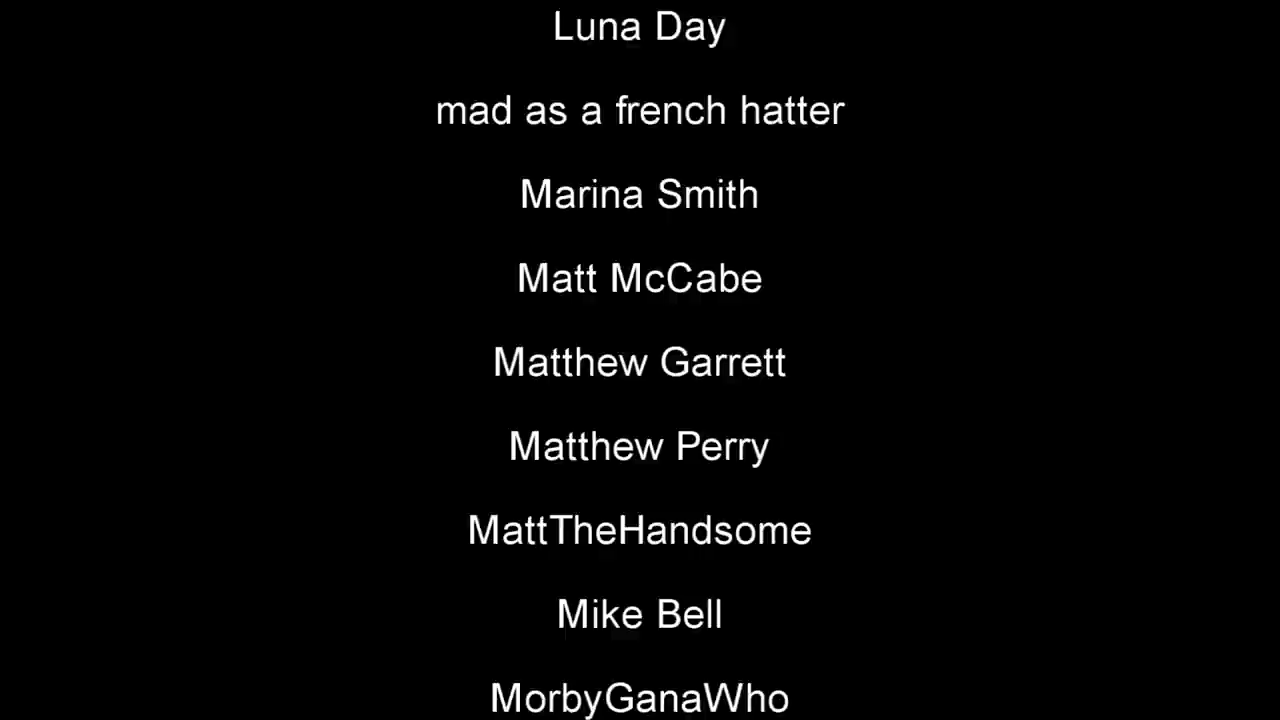 Luna Day
mad as a french hatter
Marina Smith
Matt McCabe
Matthew Garrett
Matthew Perry
MattTheHandsome
Mike Bell
MorbyGanaWho